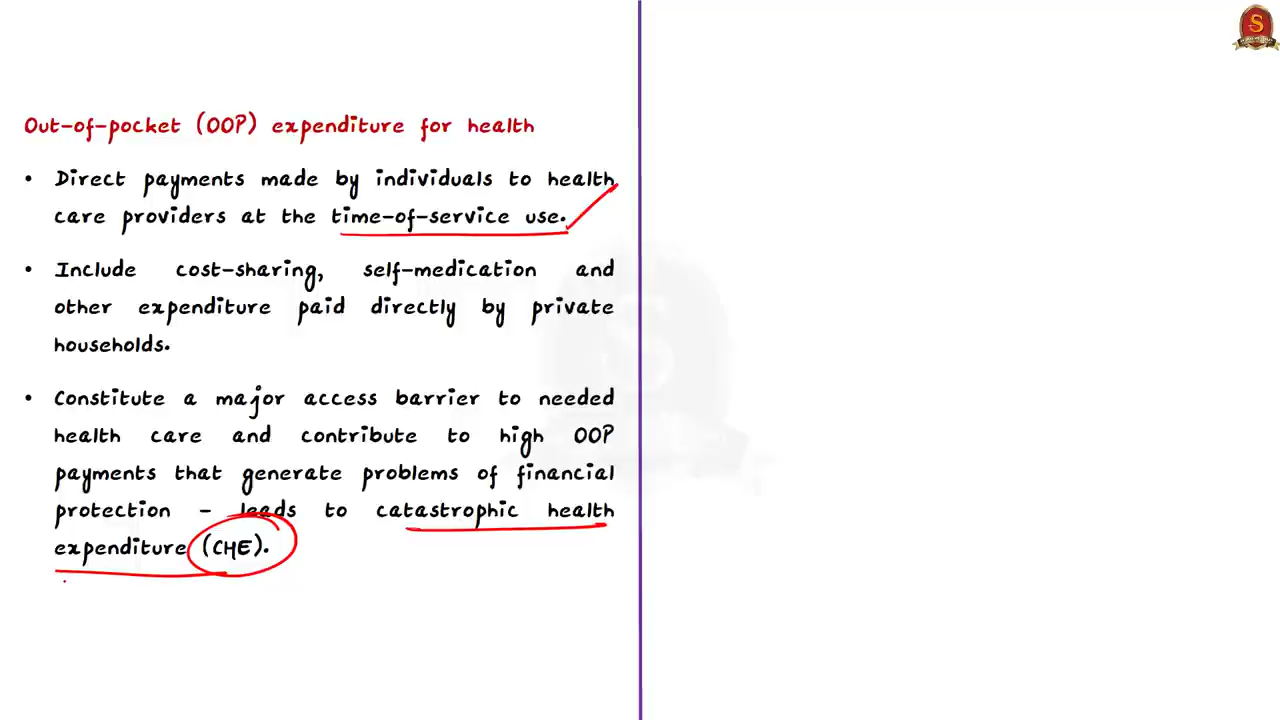 Out-of-pocket (OOP) expenditure for health
• Direct payments made by individuals to health
care providers at the time-of-service use.
• Include cost-sharing, self-medication and
other expenditure paid directly by private
households.
• Constitute a major access barrier to needed
health care and contribute to high OOP
payments that generate problems of financial
protection – leads to catastrophic health
expenditure (CHE).
S